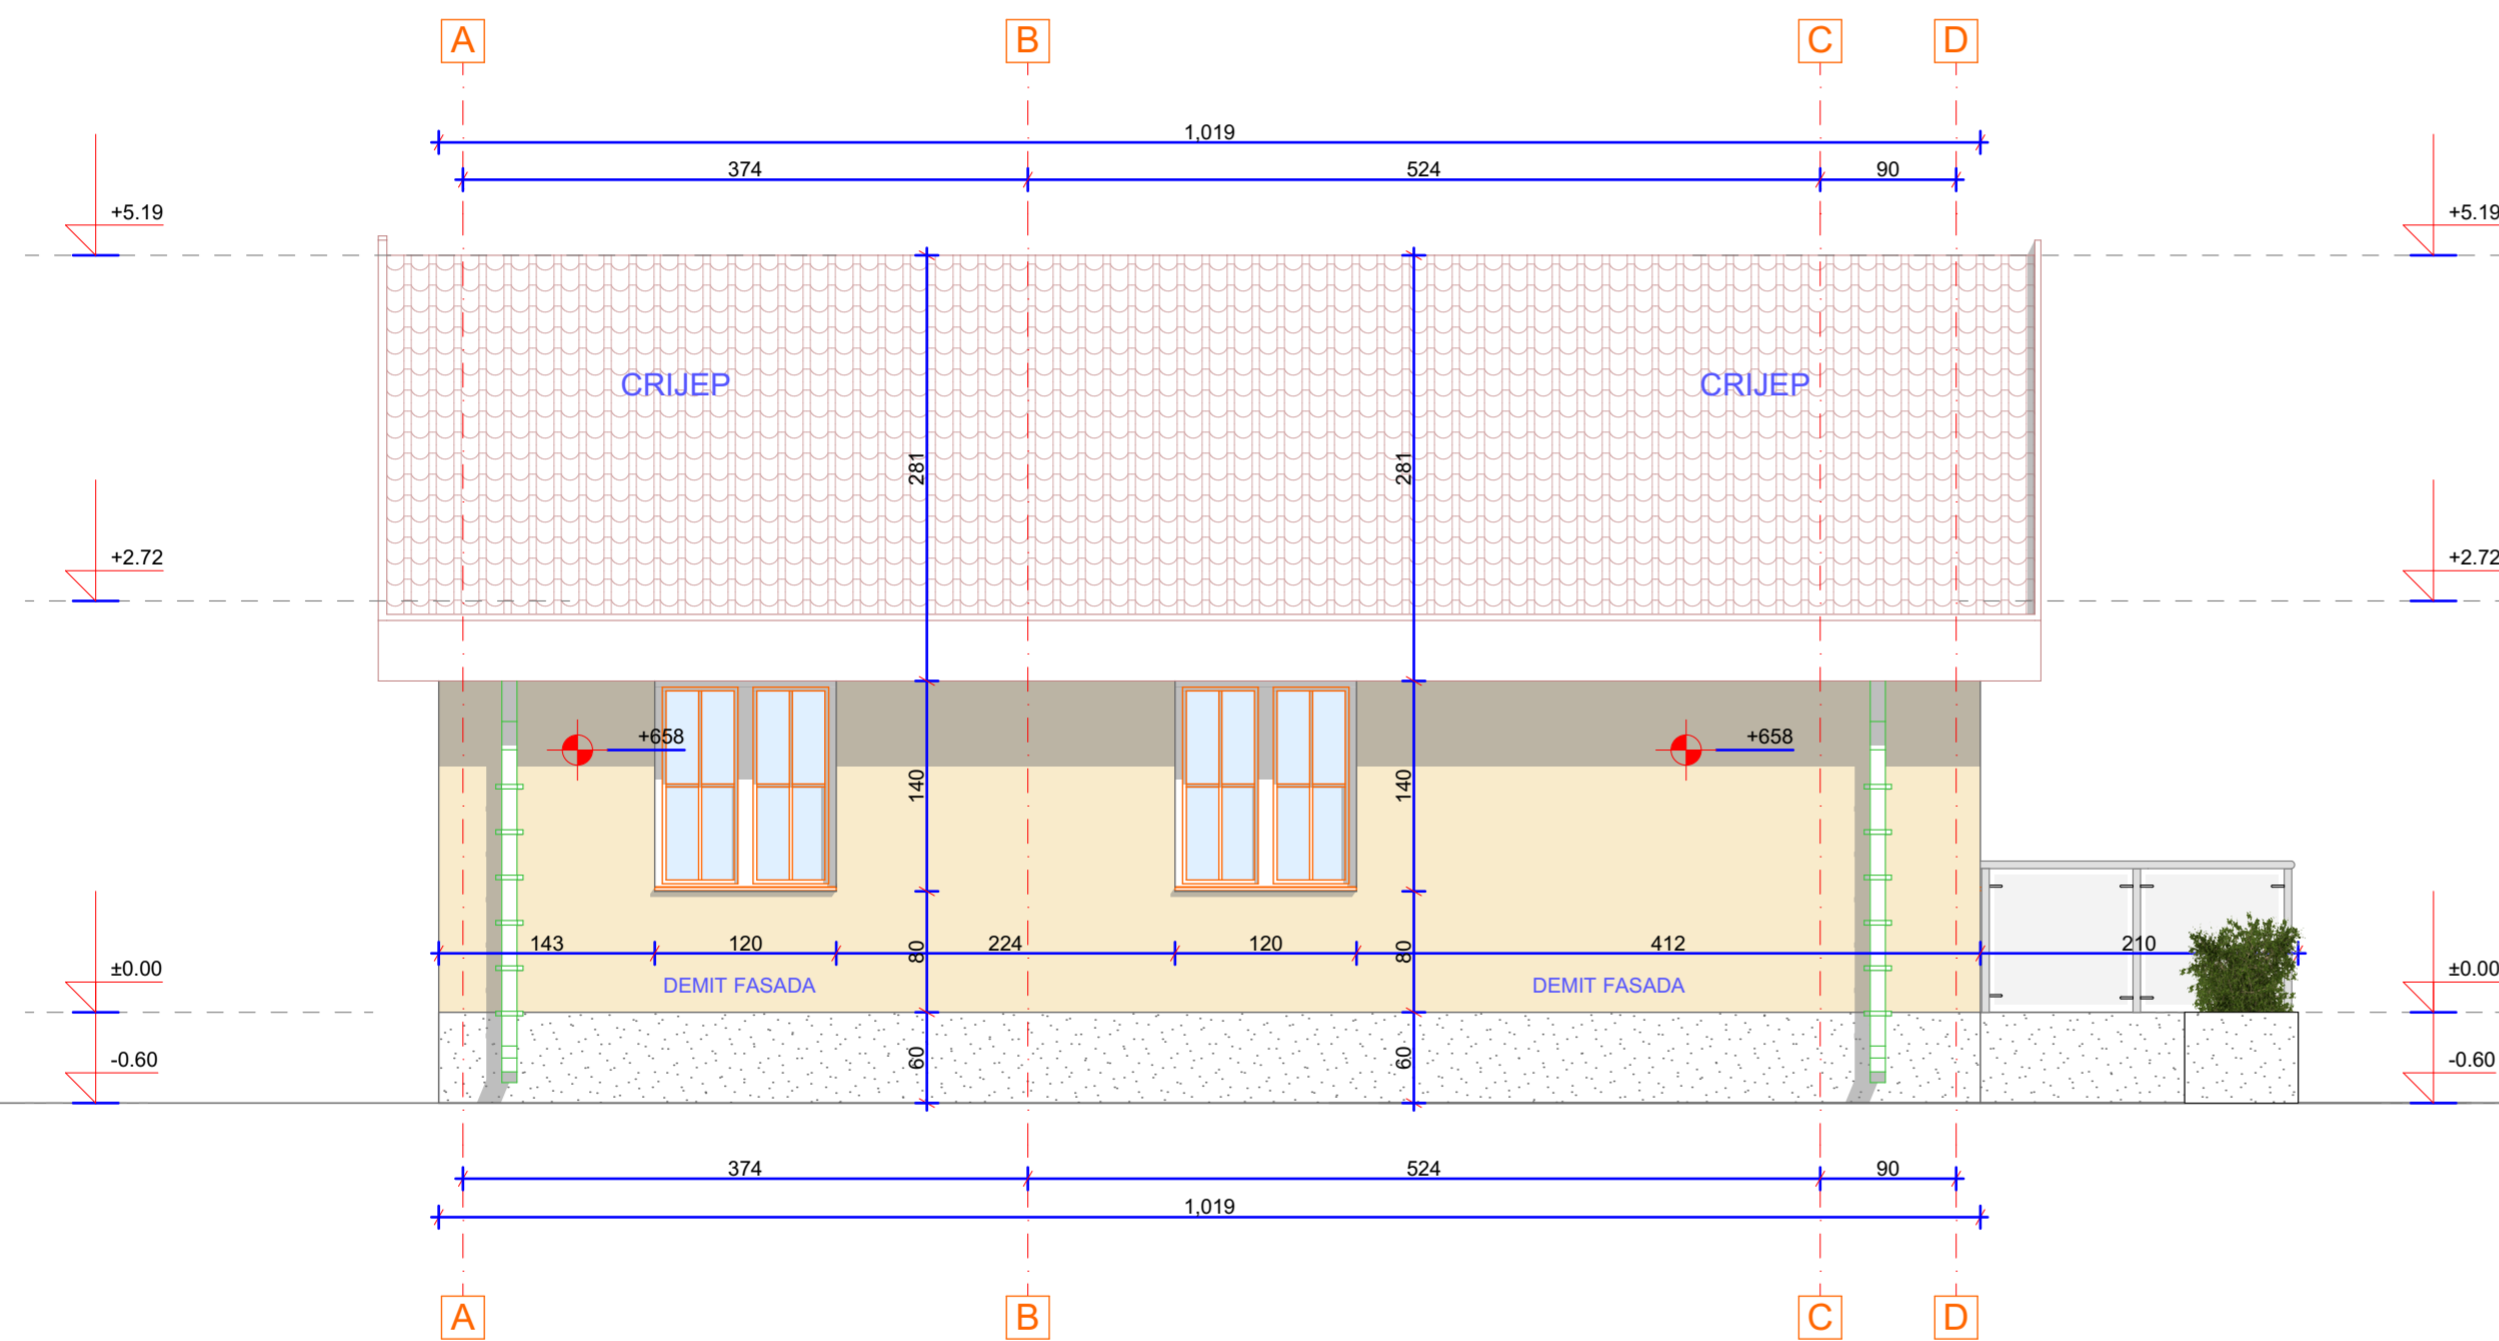 A B C D
1,019
374 524 90
+5.19 +5.19
CRIJEP CRIJEP
281 281
+2.72 +2.72
+658 +658
140 140
143 120 80 224 120 80 412 210
±0.00 ±0.00
DEMIT FASADA DEMIT FASADA
-0.60 60 60 -0.60
374 524 90
1,019
A B C D